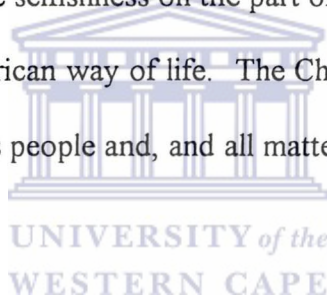 selfishness on the part of
rican way of life. The Ch
people and, and all matte
UNIVERSITY of the
WESTERN CAPE